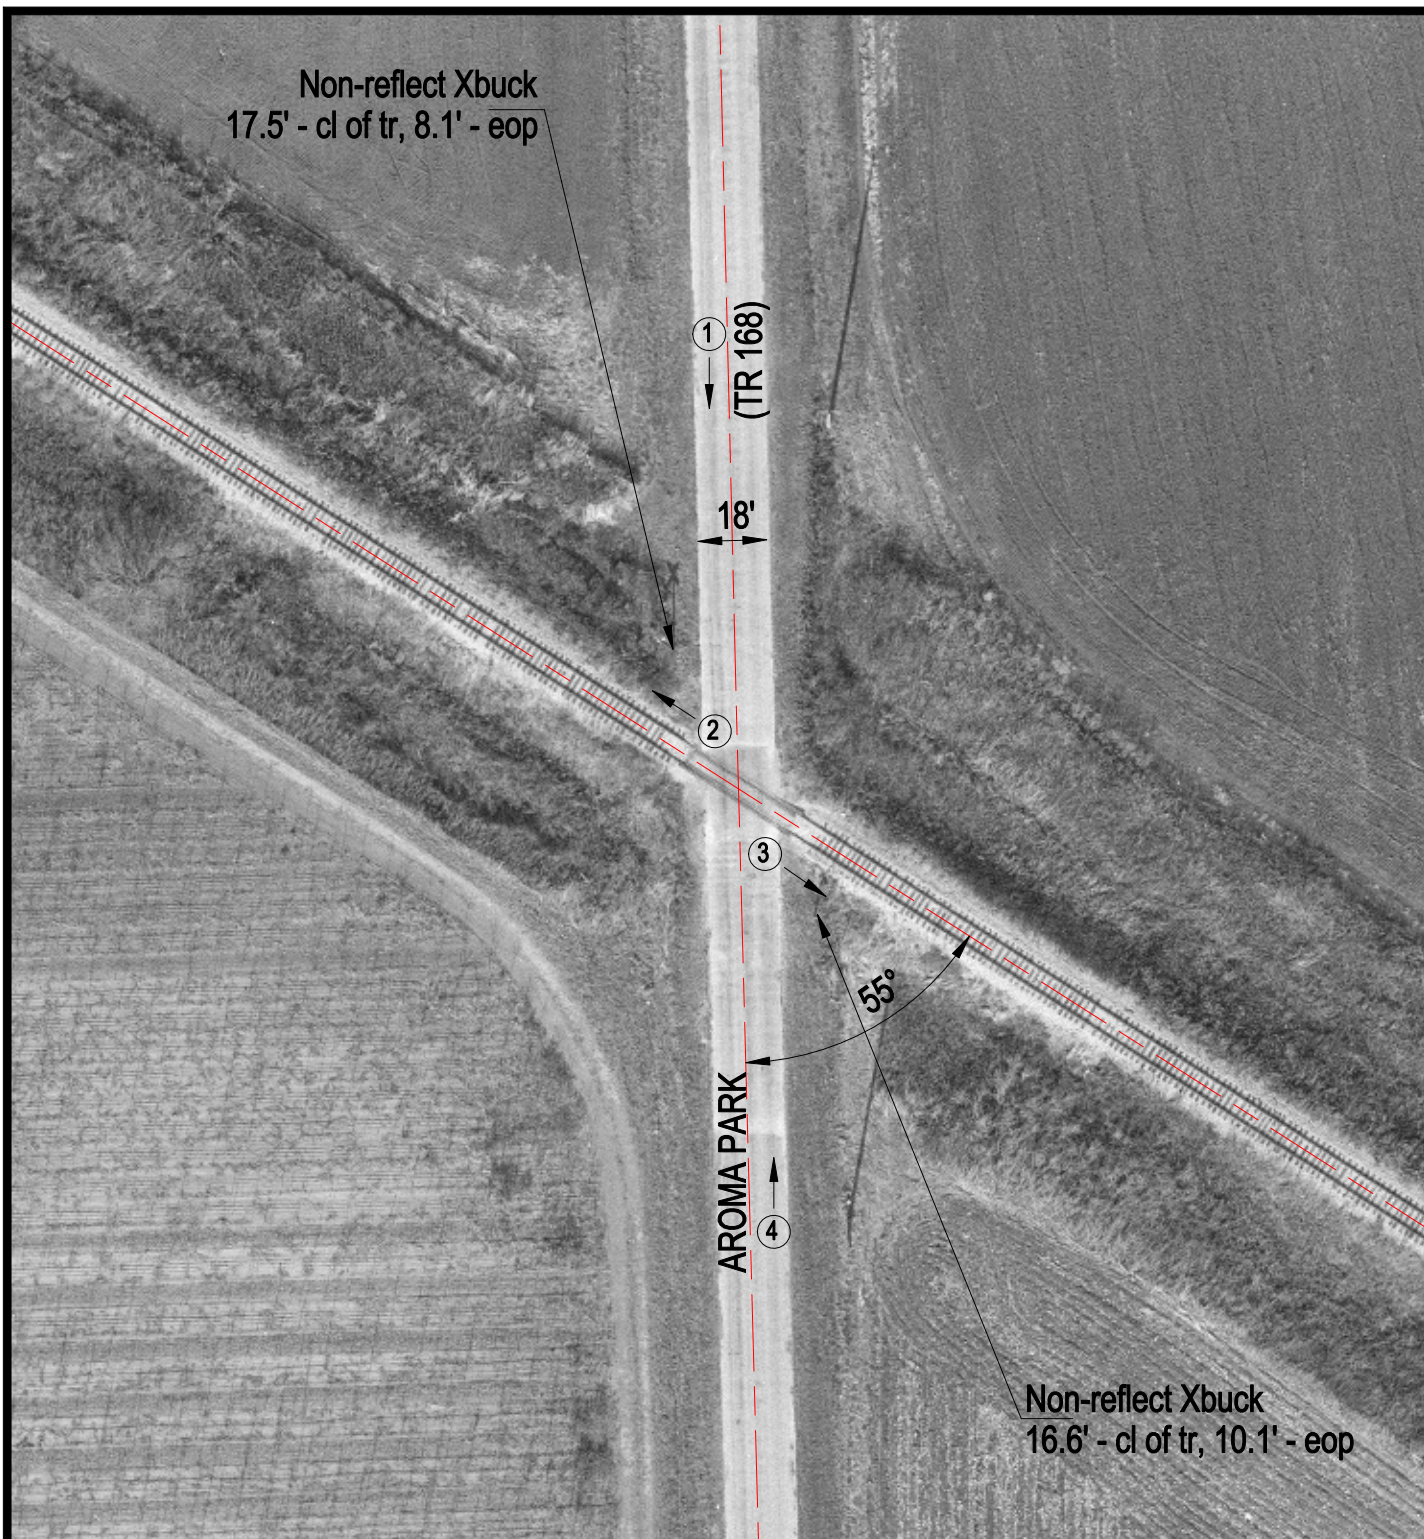 Non-reflect Xbuck
17.5' - cl of tr, 8.1' - eop
1
(TR 168)
18'
2
3
55°
AROMA PARK
4
Non-reflect Xbuck
16.6' - cl of tr, 10.1' - eop